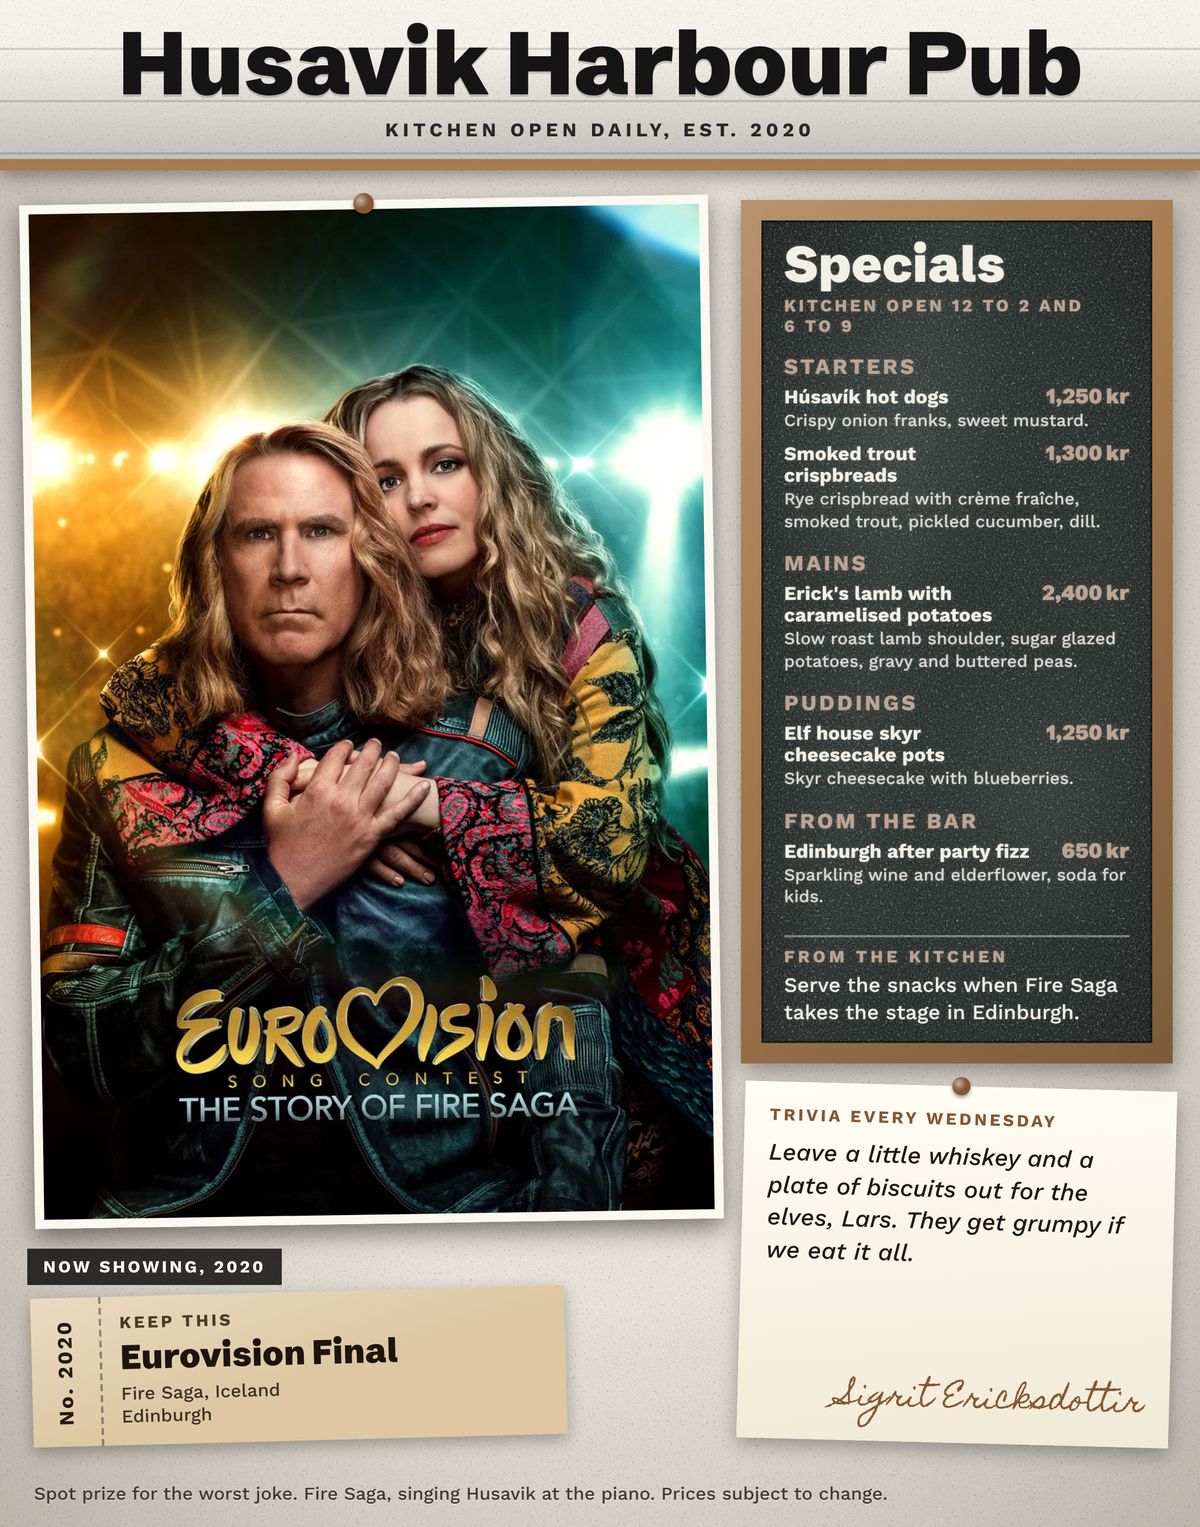 Husavik Harbour Pub
KITCHEN OPEN DAILY, EST. 2020
EUROVISION
SONG CONTEST
THE STORY OF FIRE SAGA
NOW SHOWING, 2020
No. 2020
KEEP THIS
Eurovision Final
Fire Saga, Iceland
Edinburgh
Specials
KITCHEN OPEN 12 TO 2 AND
6 TO 9
STARTERS
Húsavík hot dogs 1,250 kr
Crispy onion franks, sweet mustard.
Smoked trout 1,300 kr
crispbreads
Rye crispbread with crème fraîche,
smoked trout, pickled cucumber, dill.
MAINS
Erick's lamb with 2,400 kr
caramelised potatoes
Slow roast lamb shoulder, sugar glazed
potatoes, gravy and buttered peas.
PUDDINGS
Elf house skyr 1,250 kr
cheesecake pots
Skyr cheesecake with blueberries.
FROM THE BAR
Edinburgh after party fizz 650 kr
Sparkling wine and elderflower, soda for
kids.
FROM THE KITCHEN
Serve the snacks when Fire Saga
takes the stage in Edinburgh.
TRIVIA EVERY WEDNESDAY
Leave a little whiskey and a
plate of biscuits out for the
elves, Lars. They get grumpy if
we eat it all.
Sigrit Ericksdottir
Spot prize for the worst joke. Fire Saga, singing Husavik at the piano. Prices subject to change.